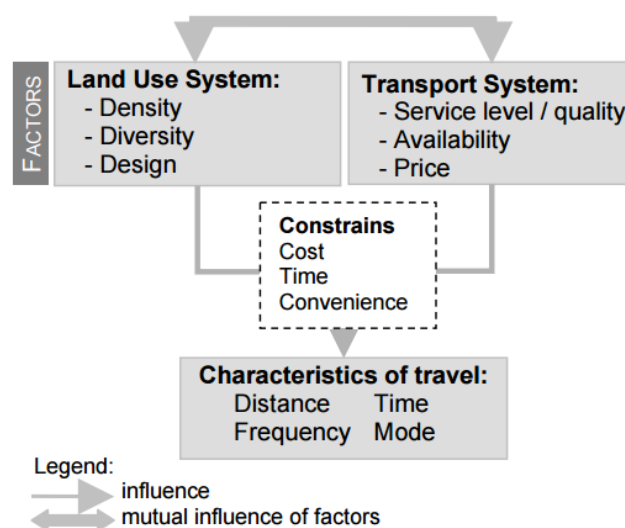 FACTORS
Land Use System:
- Density
- Diversity
- Design
Transport System:
- Service level / quality
- Availability
- Price
Constrains
Cost
Time
Convenience
Characteristics of travel:
Distance Time
Frequency Mode
Legend:
influence
mutual influence of factors